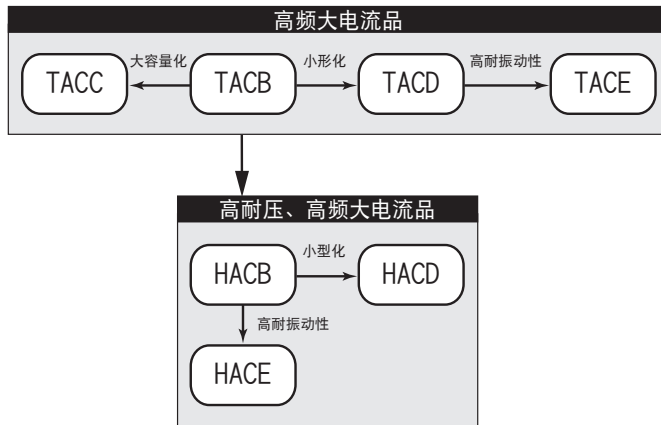 高频大电流品
大容量化
小形化
高耐振动性
TACC
TACB
TACD
TACE
高耐压、高频大电流品
小型化
HACB
HACD
高耐振动性
HACE